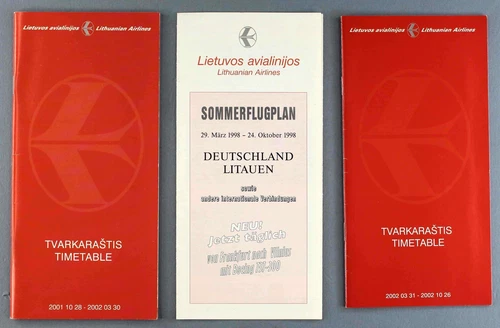 Lietuvos avialinijos Lithuanian Airlines
TVARKARAŠTIS
TIMETABLE
2001 10 28 - 2002 03 30
Lietuvos avialinijos
Lithuanian Airlines
SOMMERFLUGPLAN
29. März 1998 - 24. Oktober 1998
DEUTSCHLAND
LITAUEN
sowie
andere internationale Verbindungen
NEU!
Jetzt täglich
von Frankfurt nach Vilnius
mit Boeing 737-300
Lietuvos avialinijos Lithuanian Airlines
TVARKARAŠTIS
TIMETABLE
2002 03 31 - 2002 10 26